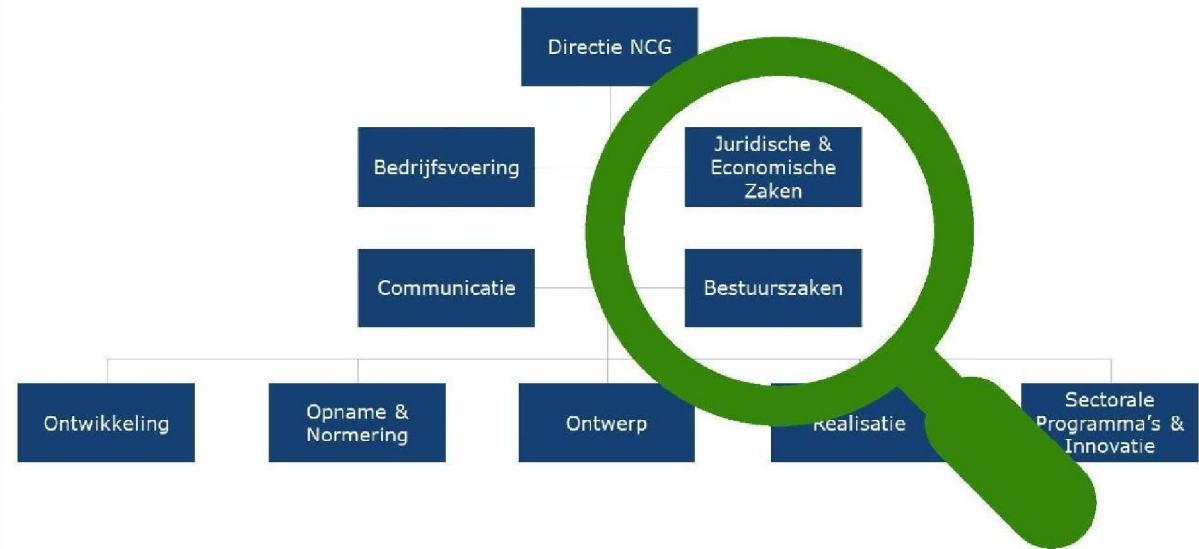 Directie NCG
Bedrijfsvoering
Juridische &
Economische
Zaken
Communicatie
Bestuurszaken
Ontwikkeling
Opname &
Normering
Ontwerp
Realisatie
Sectorale
Programma's &
Innovatie